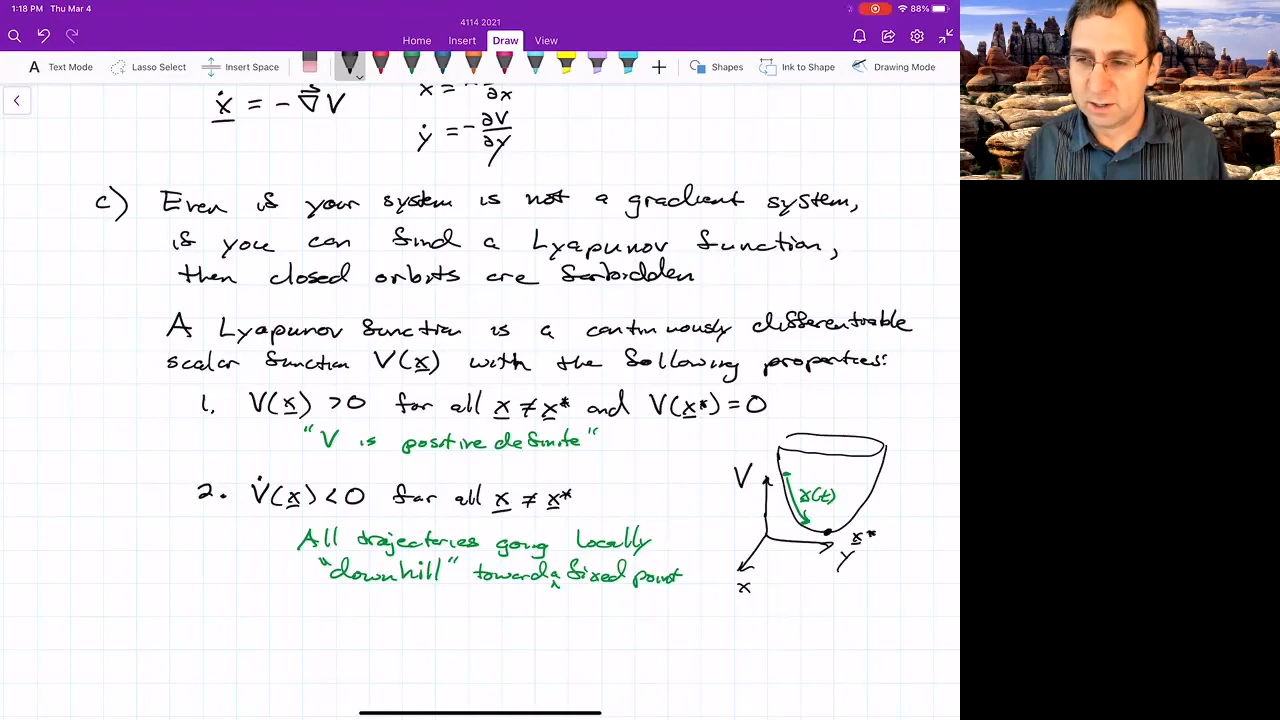 1:18 PM Thu Mar 4
88%
4114 2021
Home Insert Draw View
Text Mode Lasso Select Insert Space Shapes Ink to Shape Drawing Mode
ẋ = - ∇⃗ V
ẋ = - ∂x
ẏ = - ∂V/∂y
c) Even if your system is not a gradient system,
if you can find a Lyapunov function,
then closed orbits are forbidden
A Lyapunov function is a continuously differentiable
scalar function V(x) with the following properties:
1. V(x) > 0 for all x ≠ x* and V(x*) = 0
"V is positive definite"
2. V̇(x) < 0 for all x ≠ x*
All trajectories going locally
"downhill" toward a fixed point
V
x(t)
x*
y
x